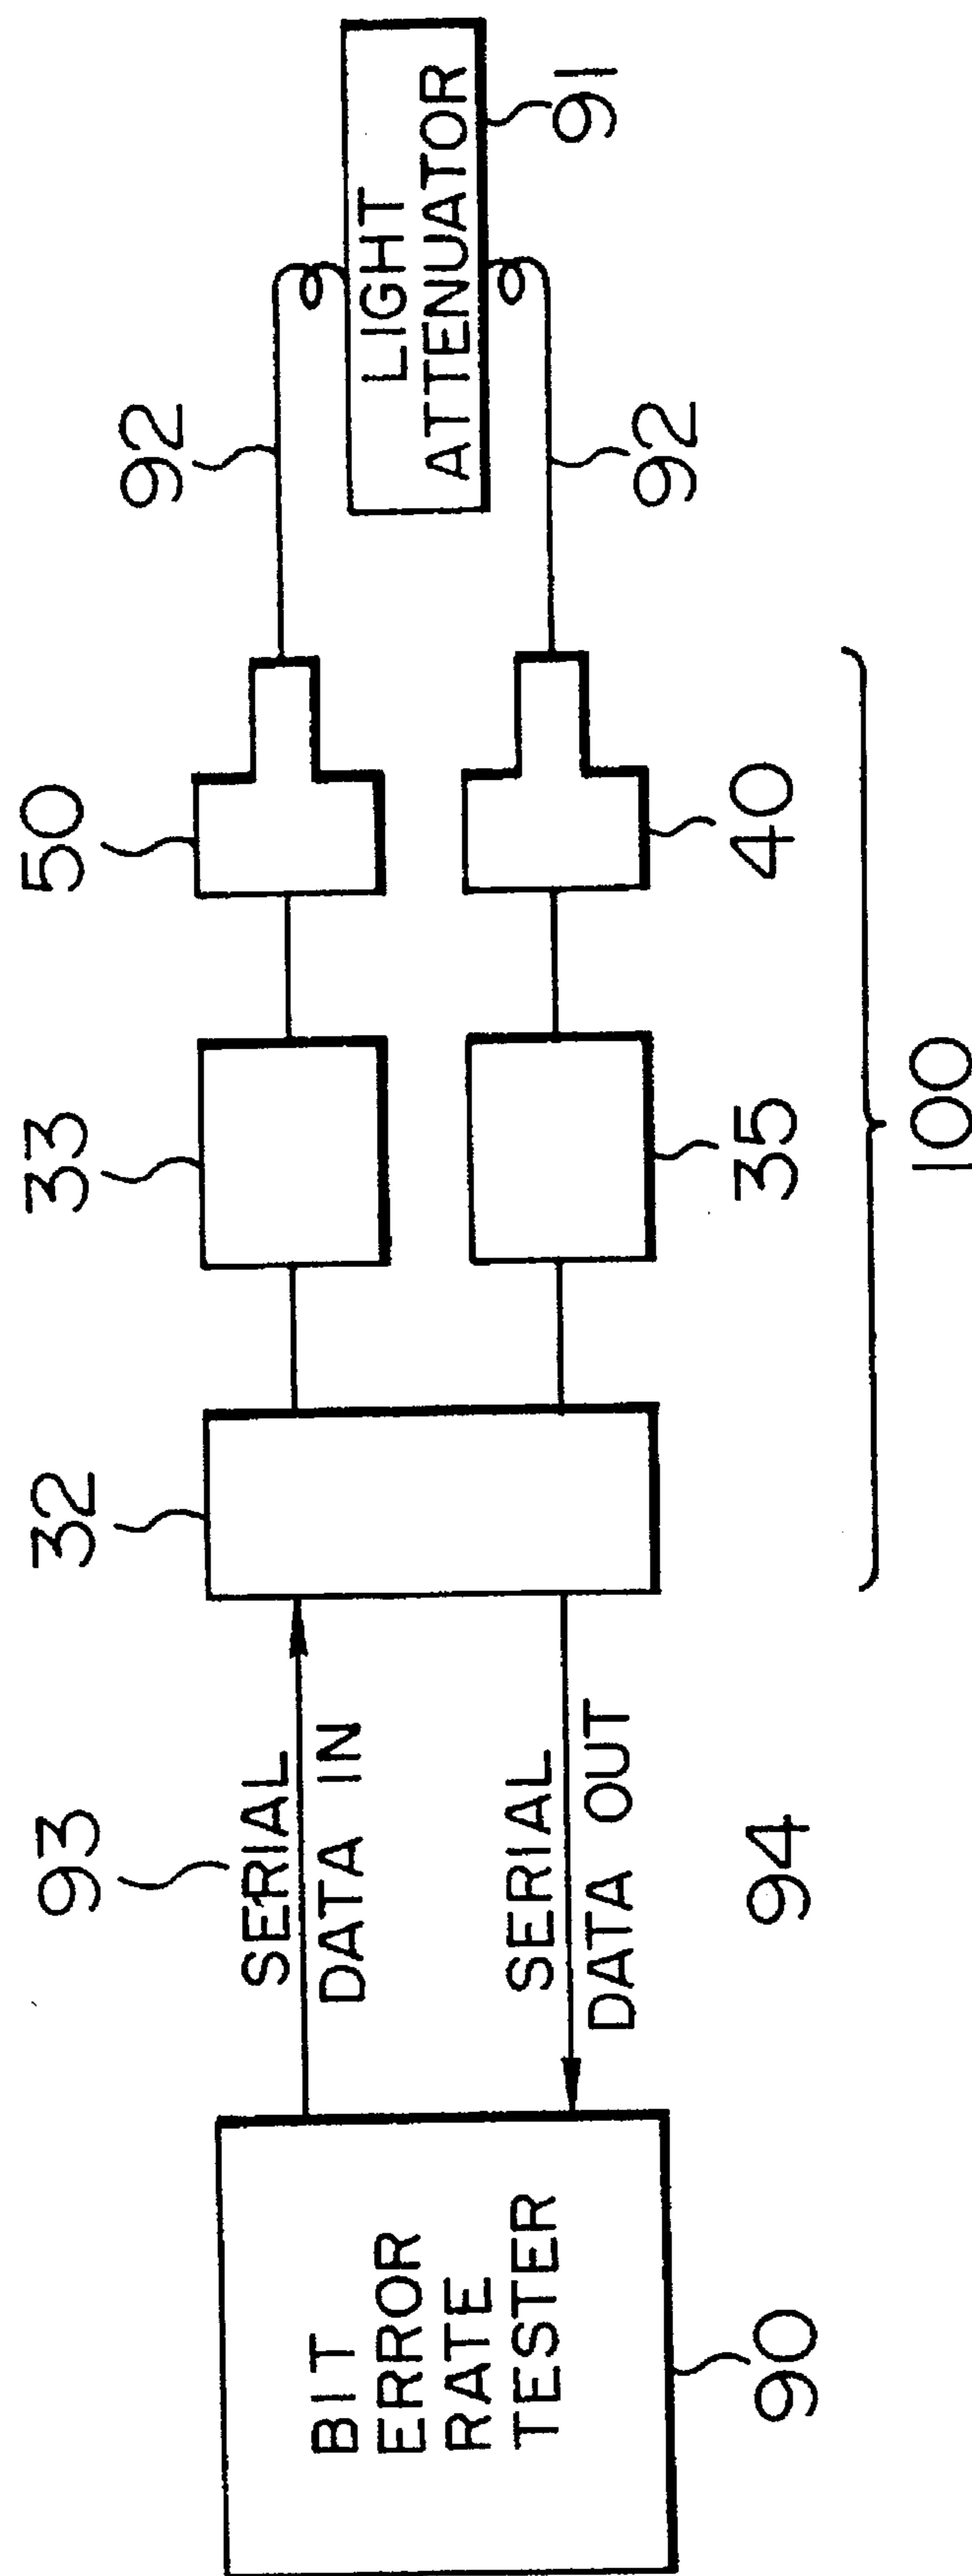 93
32
33
50
92
SERIAL
DATA IN
LIGHT
ATTENUATOR
91
BIT
ERROR
RATE
TESTER
SERIAL
DATA OUT
90
94
35
40
92
100